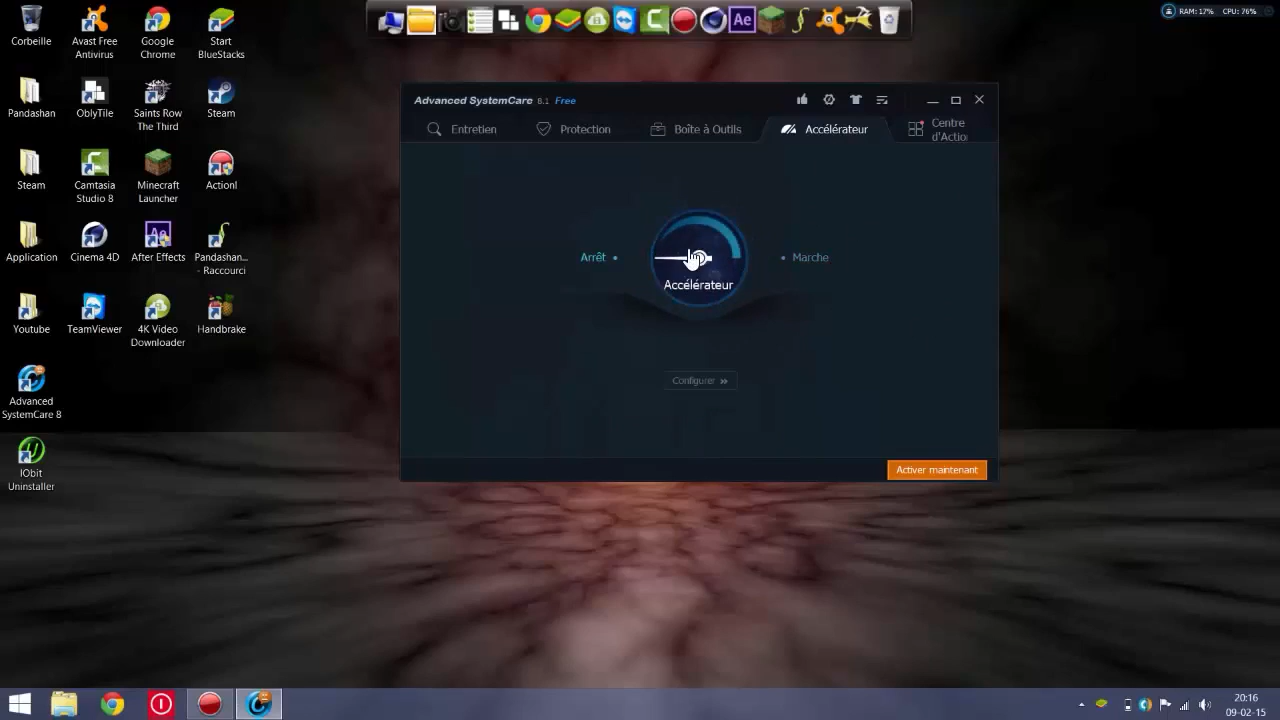 RAM: 17% CPU: 76%
Corbeille
Avast Free
Antivirus
Google
Chrome
Start
BlueStacks
Pandashan
OblyTile
Saints Row
The Third
Steam
Steam
Camtasia
Studio 8
Minecraft
Launcher
Action!
Application
Cinema 4D
After Effects
Pandashan...
- Raccourci
Youtube
TeamViewer
4K Video
Downloader
Handbrake
Advanced
SystemCare 8
IObit
Uninstaller
Ae
Advanced SystemCare 8.1 Free
Entretien
Protection
Boîte à Outils
Accélérateur
Centre
d'Actio
Arrêt
Marche
Accélérateur
Configurer
Activer maintenant
20:16
09-02-15